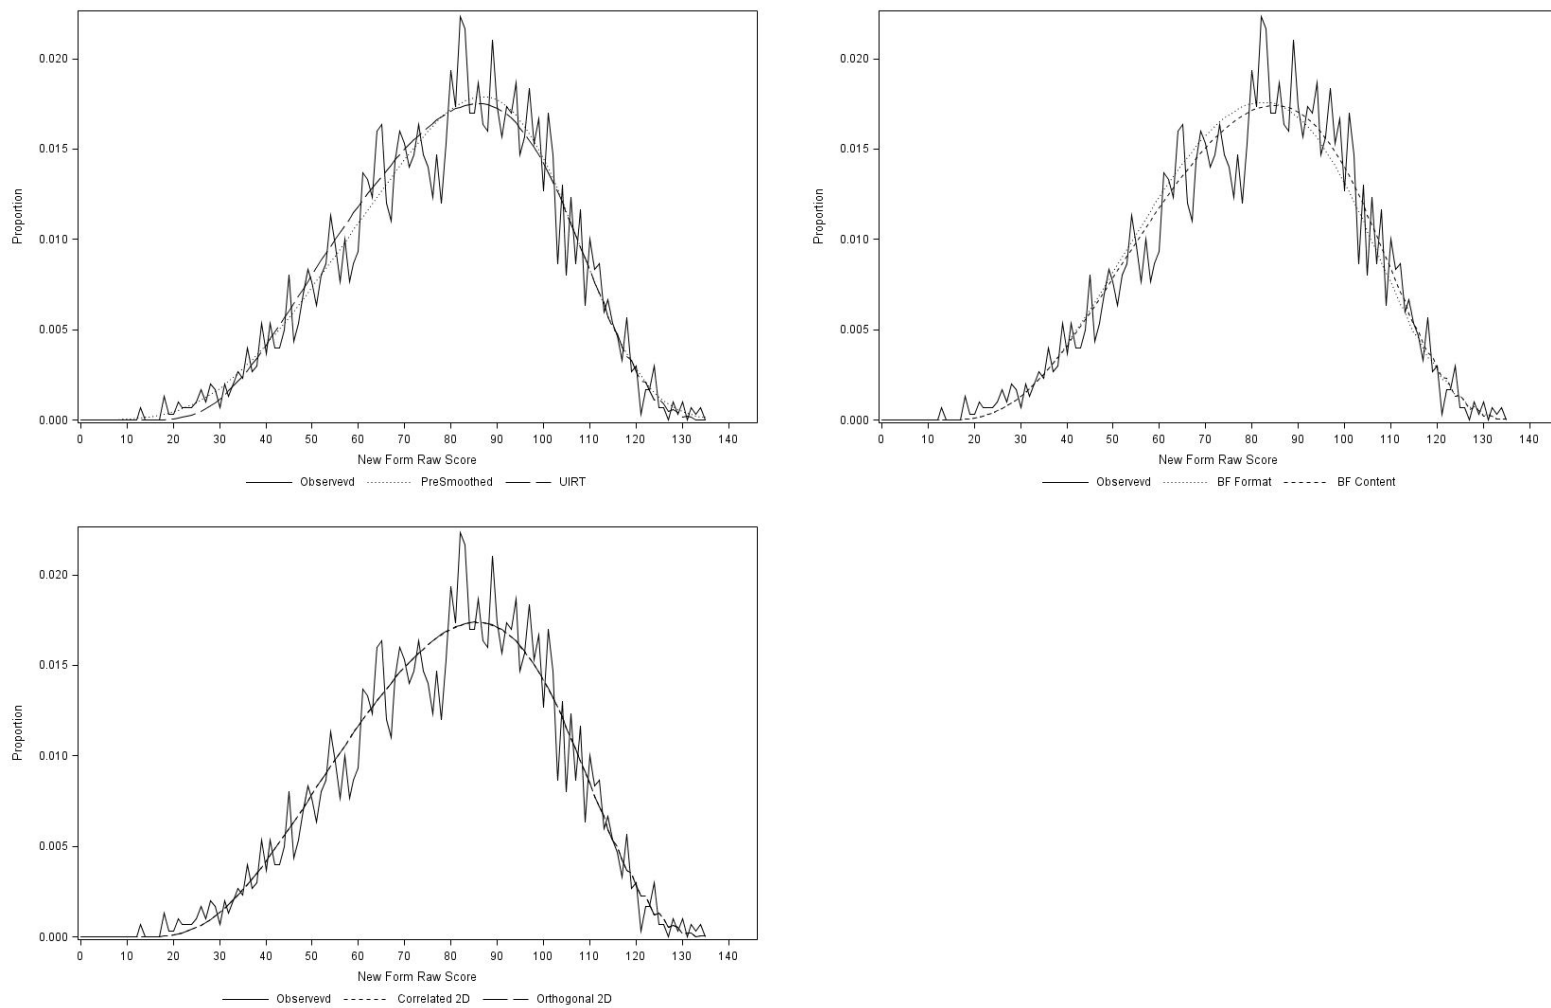 0.020
0.015
Proportion
0.010
0.005
0.000
0 10 20 30 40 50 60 70 80 90 100 110 120 130 140
New Form Raw Score
Observevd PreSmoothed UIRT
0.020
0.015
Proportion
0.010
0.005
0.000
0 10 20 30 40 50 60 70 80 90 100 110 120 130 140
New Form Raw Score
Observevd BF Format BF Content
0.020
0.015
Proportion
0.010
0.005
0.000
0 10 20 30 40 50 60 70 80 90 100 110 120 130 140
New Form Raw Score
Observevd Correlated 2D Orthogonal 2D